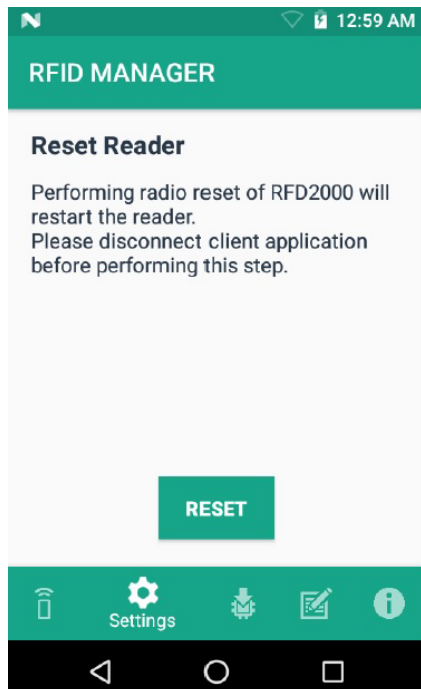 12:59 AM
RFID MANAGER
Reset Reader
Performing radio reset of RFD2000 will
restart the reader.
Please disconnect client application
before performing this step.
RESET
Settings